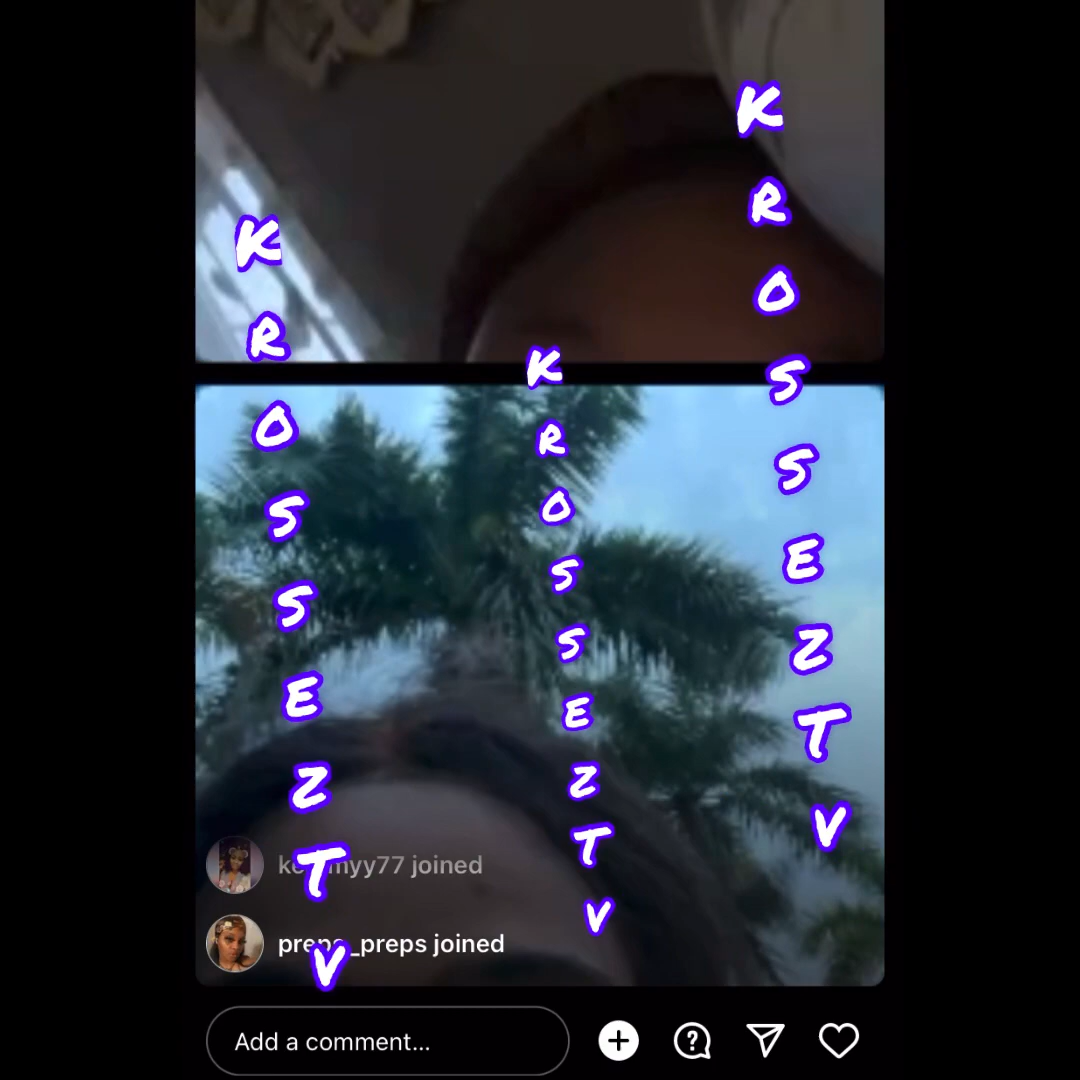 KROSSEZTV
KROSSEZTV
KROSSEZTV
joined
joined
Add a comment...